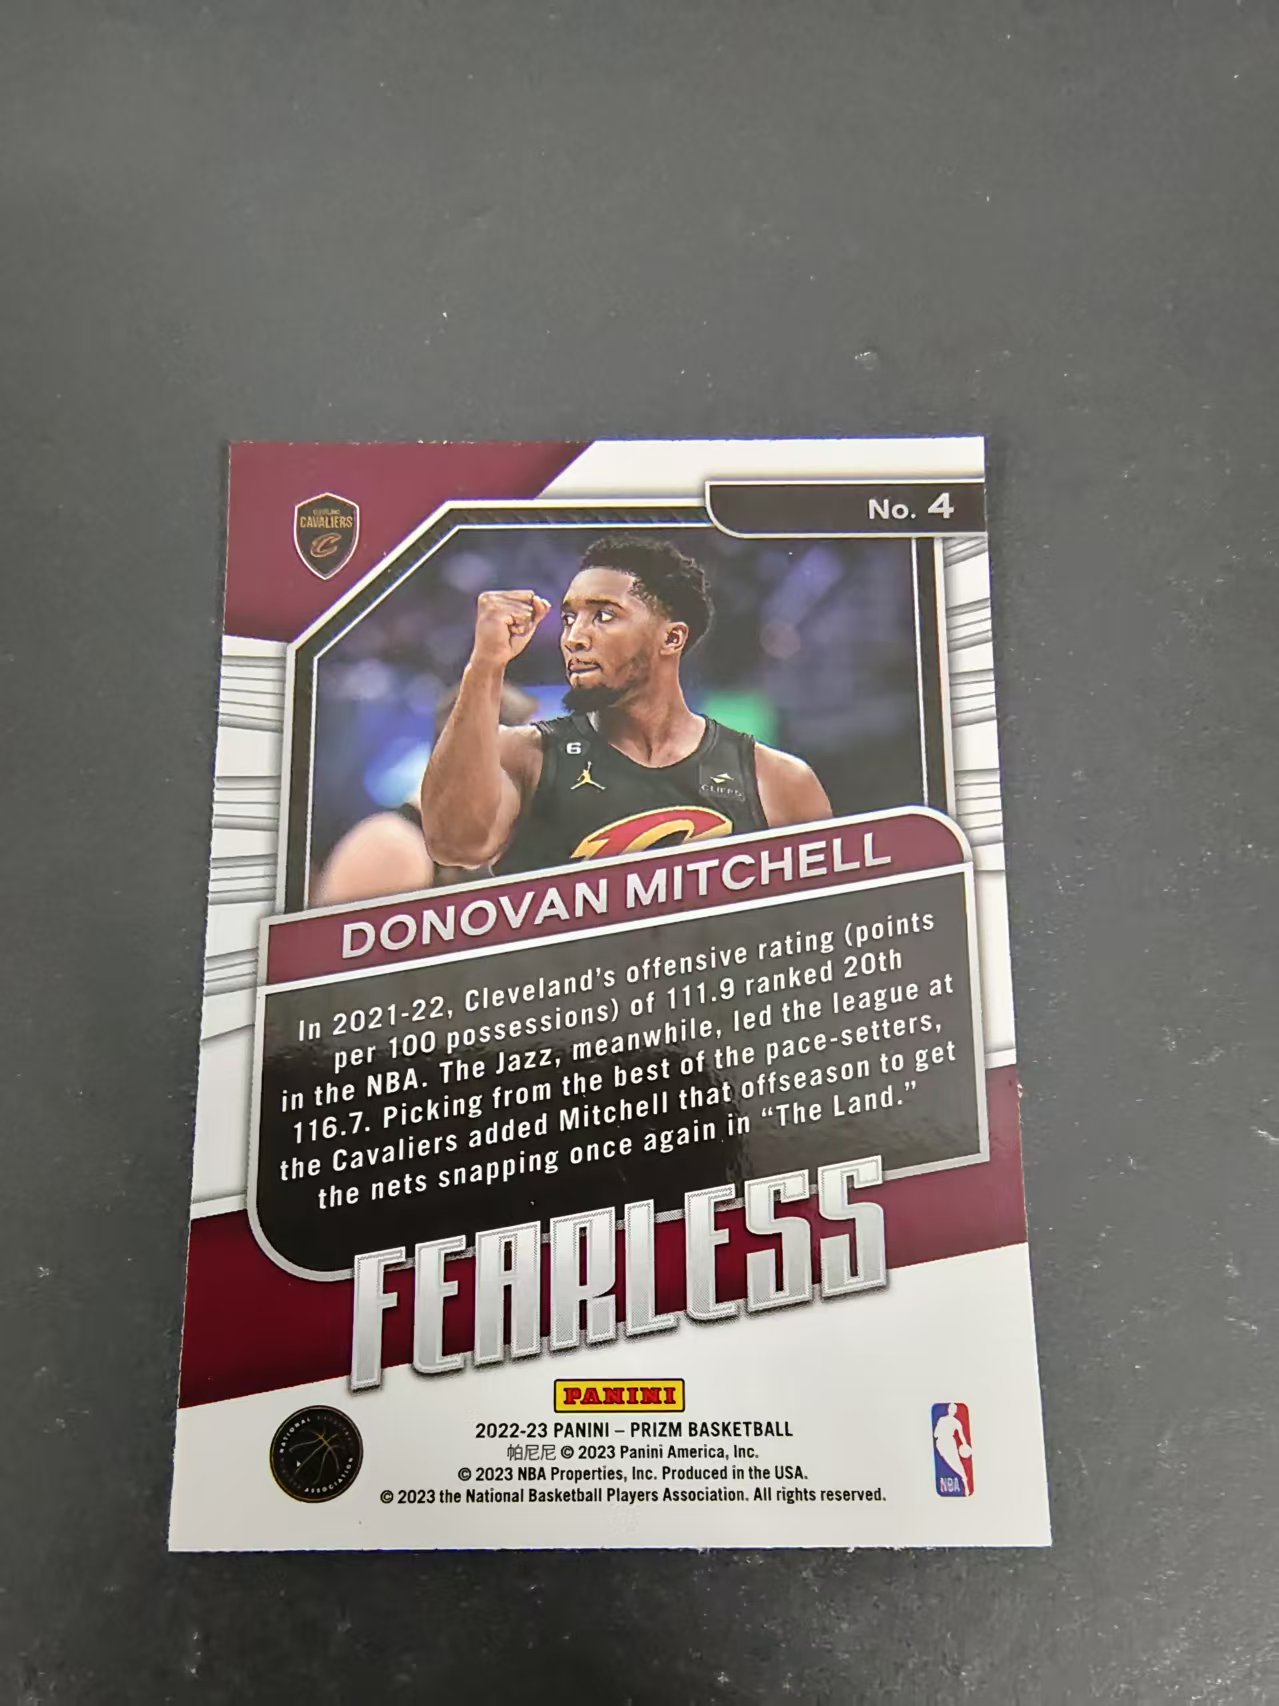 No. 4
CAVALIERS
6
CLIFFS
DONOVAN MITCHELL
In 2021-22, Cleveland's offensive rating (points
per 100 possessions) of 111.9 ranked 20th
in the NBA. The Jazz, meanwhile, led the league at
116.7. Picking from the best of the pace-setters,
the Cavaliers added Mitchell that offseason to get
the nets snapping once again in “The Land.”
FEARLESS
PANINI
2022-23 PANINI – PRIZM BASKETBALL
帕尼尼 © 2023 Panini America, Inc.
© 2023 NBA Properties, Inc. Produced in the USA.
© 2023 the National Basketball Players Association. All rights reserved.
NATIONAL
ASSOCIATION
NBA